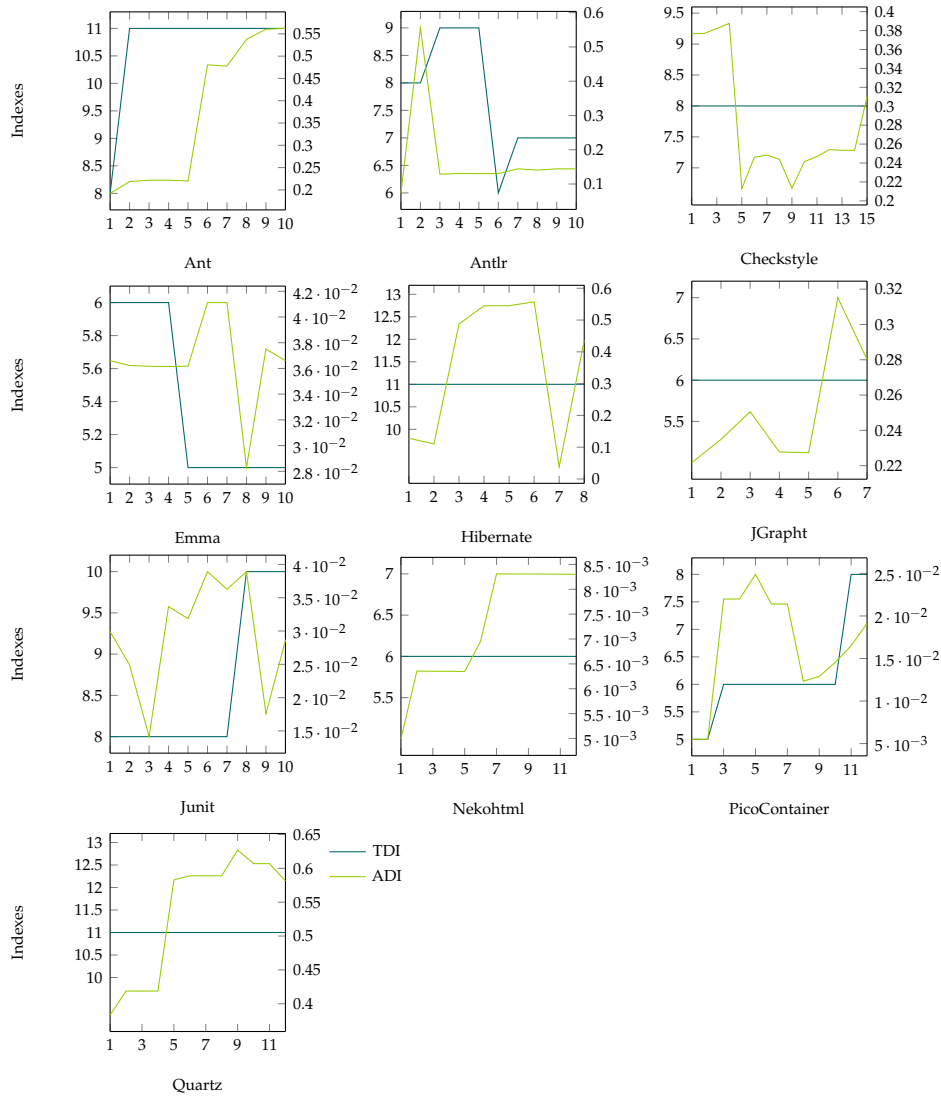 Indexes
11
10.5
10
9.5
9
8.5
8
0.55
0.5
0.45
0.4
0.35
0.3
0.25
0.2
1 2 3 4 5 6 7 8 9 10
Ant
9
8.5
8
7.5
7
6.5
6
0.6
0.5
0.4
0.3
0.2
0.1
1 2 3 4 5 6 7 8 9 10
Antlr
9.5
9
8.5
8
7.5
7
0.4
0.38
0.36
0.34
0.32
0.3
0.28
0.26
0.24
0.22
0.2
1 3 5 7 9 11 13 15
Checkstyle
Indexes
6
5.8
5.6
5.4
5.2
5
4.2 · 10⁻²
4 · 10⁻²
3.8 · 10⁻²
3.6 · 10⁻²
3.4 · 10⁻²
3.2 · 10⁻²
3 · 10⁻²
2.8 · 10⁻²
1 2 3 4 5 6 7 8 9 10
Emma
13
12.5
12
11.5
11
10.5
10
0.6
0.5
0.4
0.3
0.2
0.1
0
1 2 3 4 5 6 7 8
Hibernate
7
6.5
6
5.5
0.32
0.3
0.28
0.26
0.24
0.22
1 2 3 4 5 6 7
JGrapht
Indexes
10
9.5
9
8.5
8
4 · 10⁻²
3.5 · 10⁻²
3 · 10⁻²
2.5 · 10⁻²
2 · 10⁻²
1.5 · 10⁻²
1 2 3 4 5 6 7 8 9 10
Junit
7
6.5
6
5.5
8.5 · 10⁻³
8 · 10⁻³
7.5 · 10⁻³
7 · 10⁻³
6.5 · 10⁻³
6 · 10⁻³
5.5 · 10⁻³
5 · 10⁻³
1 3 5 7 9 11
Nekohtml
8
7.5
7
6.5
6
5.5
5
2.5 · 10⁻²
2 · 10⁻²
1.5 · 10⁻²
1 · 10⁻²
5 · 10⁻³
1 3 5 7 9 11
PicoContainer
Indexes
13
12.5
12
11.5
11
10.5
10
0.65
0.6
0.55
0.5
0.45
0.4
1 3 5 7 9 11
Quartz
TDI
ADI